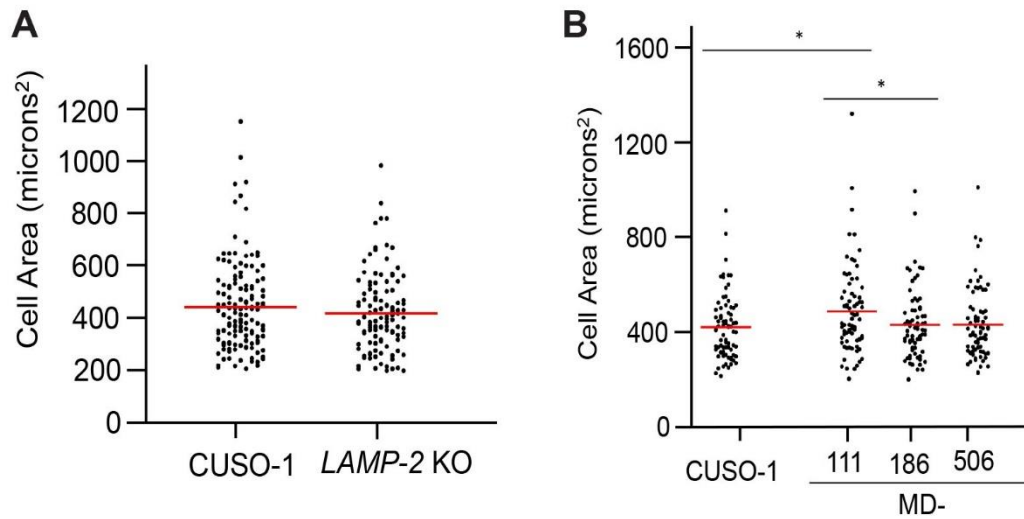 A
Cell Area (microns²)
1200
1000
800
600
400
200
0
CUSO-1 LAMP-2 KO
B
Cell Area (microns²)
1600
1200
800
400
0
*
*
CUSO-1
111 186 506
MD-